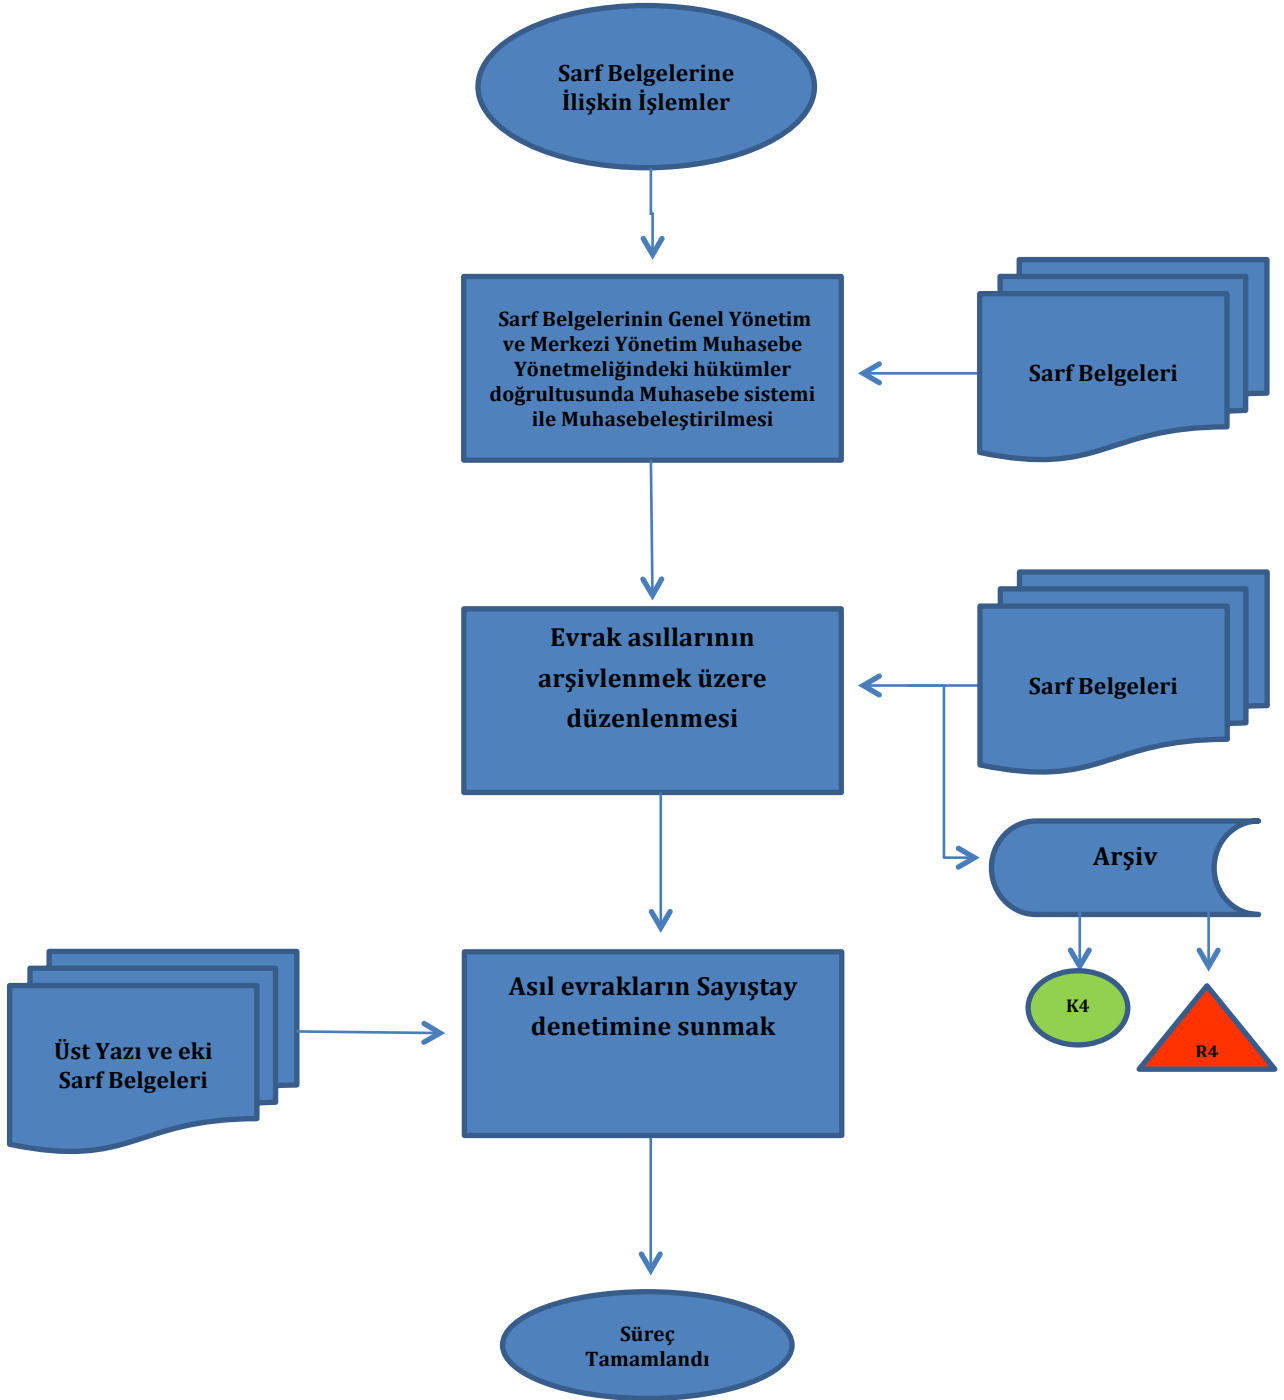 Sarf Belgelerine
İlişkin İşlemler
Sarf Belgelerinin Genel Yönetim
ve Merkezi Yönetim Muhasebe
Yönetmeliğindeki hükümler
doğrultusunda Muhasebe sistemi
ile Muhasebeleştirilmesi
Sarf Belgeleri
Evrak asıllarının
arşivlenmek üzere
düzenlenmesi
Sarf Belgeleri
Arşiv
K4
R4
Asıl evrakların Sayıştay
denetimine sunmak
Üst Yazı ve eki
Sarf Belgeleri
Süreç
Tamamlandı